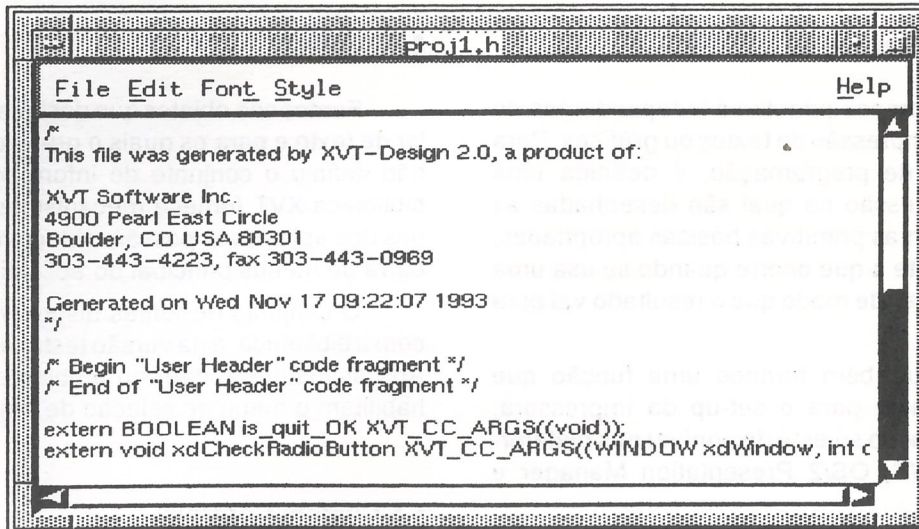 proj1.h
File Edit Font Style Help
/*
This file was generated by XVT-Design 2.0, a product of:
XVT Software Inc.
4900 Pearl East Circle
Boulder, CO USA 80301
303-443-4223, fax 303-443-0969
Generated on Wed Nov 17 09:22:07 1993
*/
/* Begin "User Header" code fragment */
/* End of "User Header" code fragment */
extern BOOLEAN is_quit_OK XVT_CC_ARGS((void));
extern void xdCheckRadioButton XVT_CC_ARGS((WINDOW xdWindow, int c